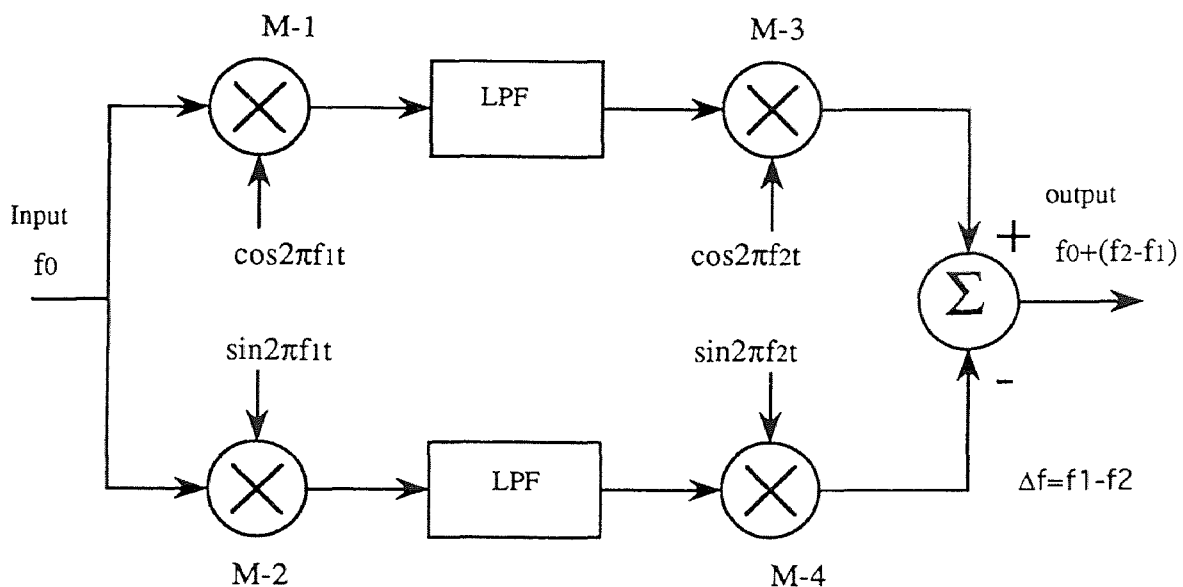 M-1
M-3
LPF
Input
f0
cos2πf1t
cos2πf2t
output
+
f0+(f2-f1)
Σ
sin2πf1t
sin2πf2t
-
LPF
Δf=f1-f2
M-2
M-4